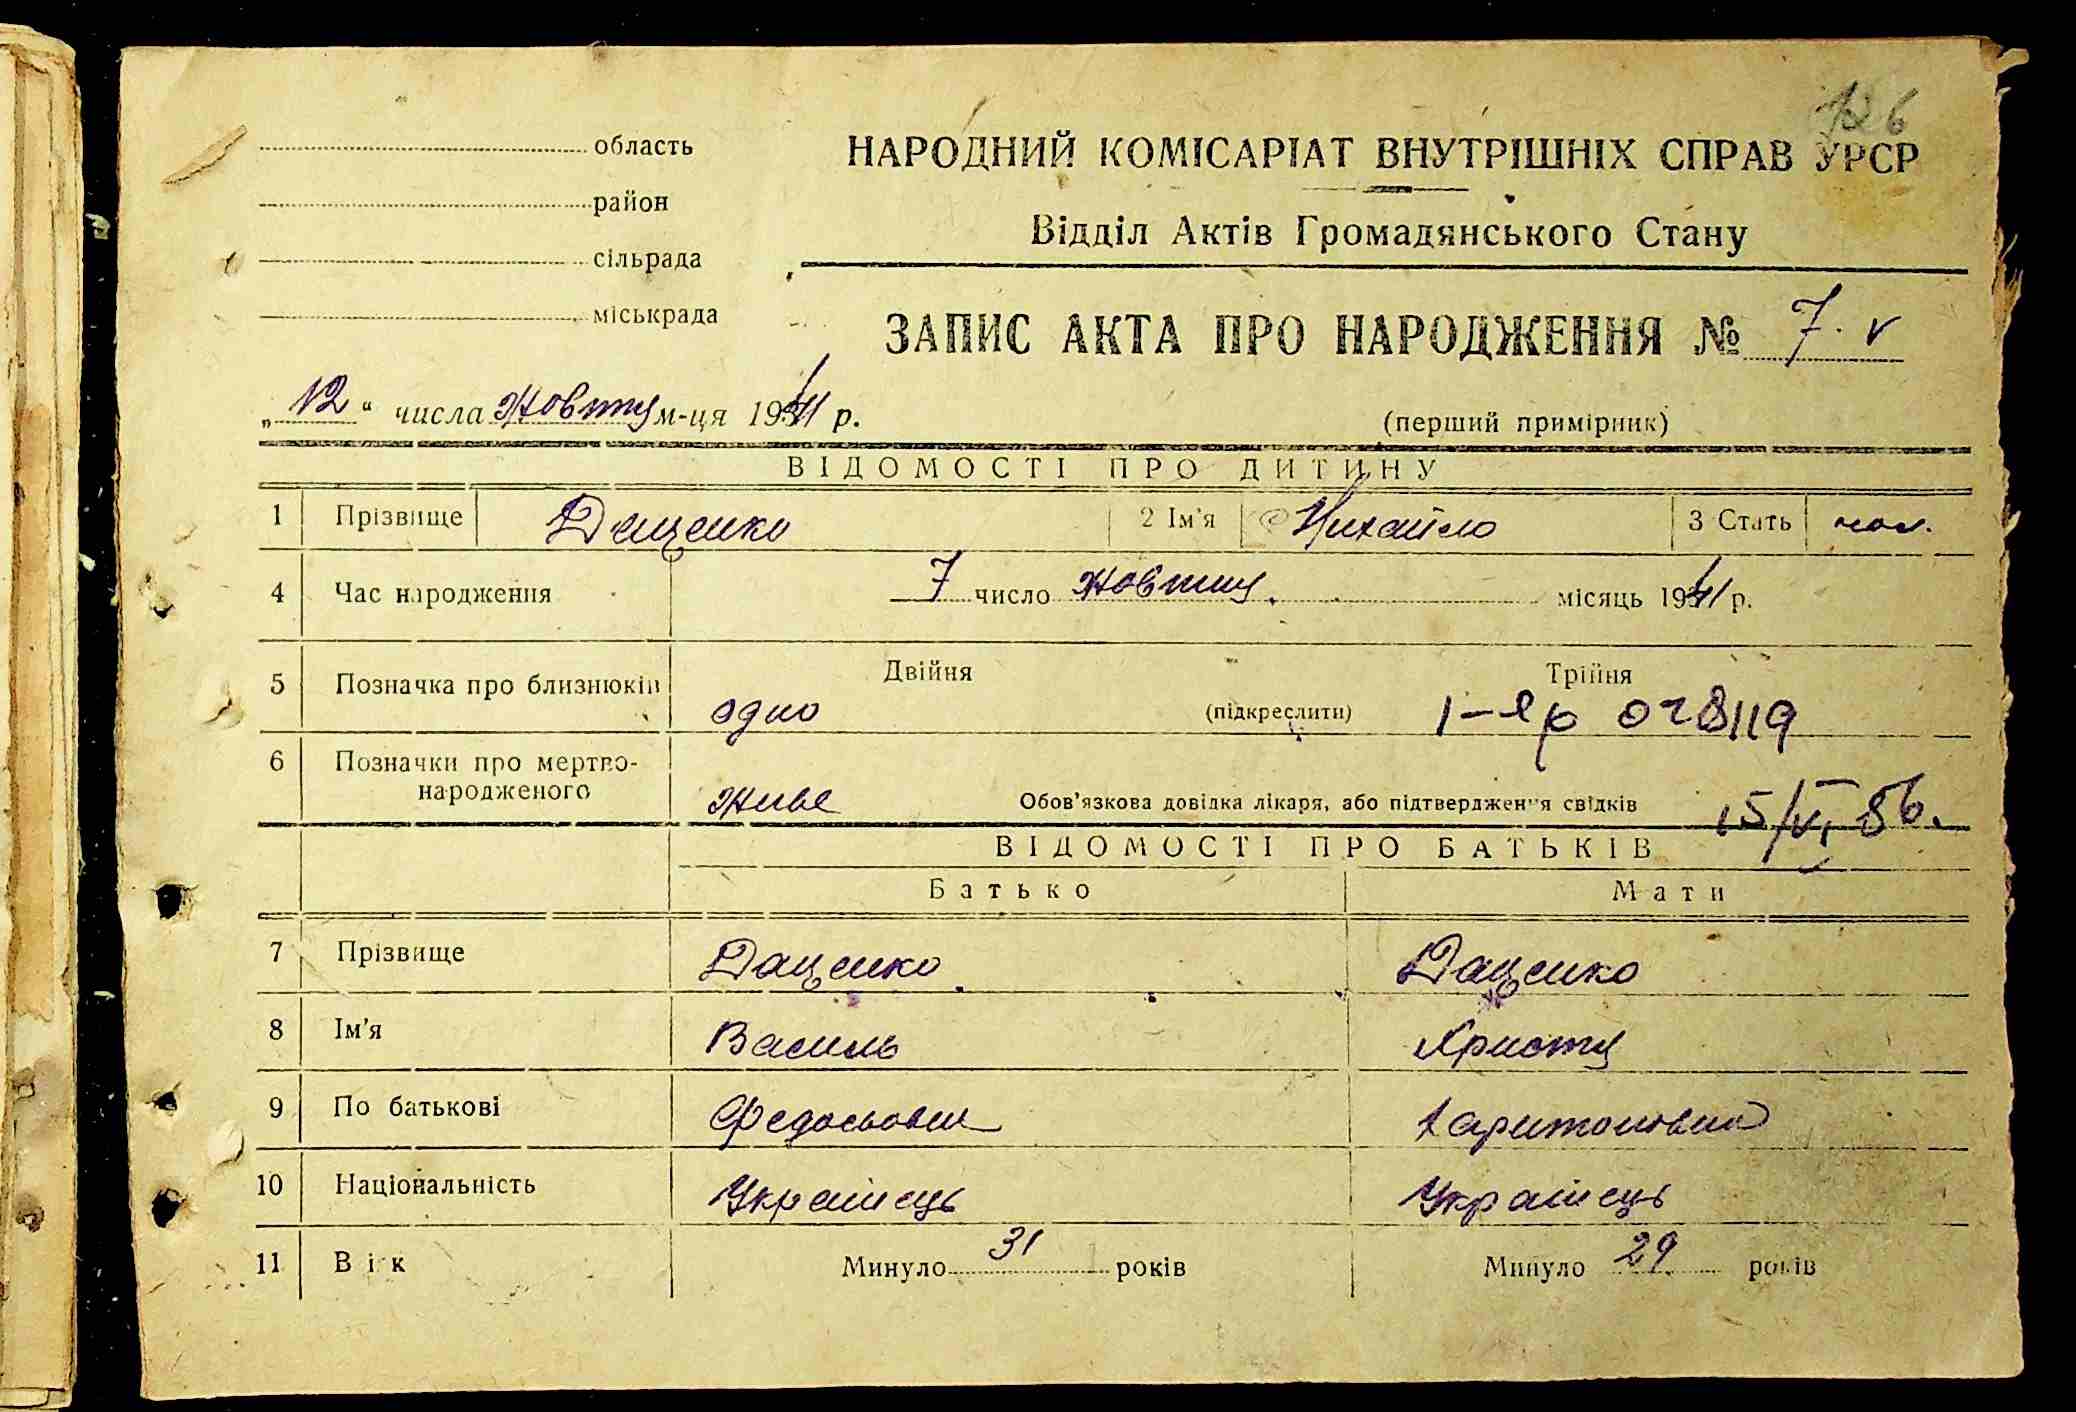 126
область
район
сільрада
міськрада
НАРОДНИЙ КОМІСАРІАТ ВНУТРІШНІХ СПРАВ УРСР
Відділ Актів Громадянського Стану
ЗАПИС АКТА ПРО НАРОДЖЕННЯ № 7. v
„12“ числа Жовтня м-ця 1941 р.
(перший примірник)
ВІДОМОСТІ ПРО ДИТИНУ
1 Прізвище Даценко 2 Ім'я Михайло 3 Стать чол.
4 Час народження 7 число Жовтня місяць 1941 р.
5 Позначка про близнюків одно Двійня (підкреслити) Трійня
028119
6 Позначки про мертво-
народженого живе Обов'язкова довідка лікаря, або підтвердження свідків
15/VI 56.
ВІДОМОСТІ ПРО БАТЬКІВ
Батько Мати
7 Прізвище Даценко Даценко
8 Ім'я Василь Христя
9 По батькові Федосьович Харитоновна
10 Національність Українець Українець
11 Вік Минуло 31 років Минуло 29 років